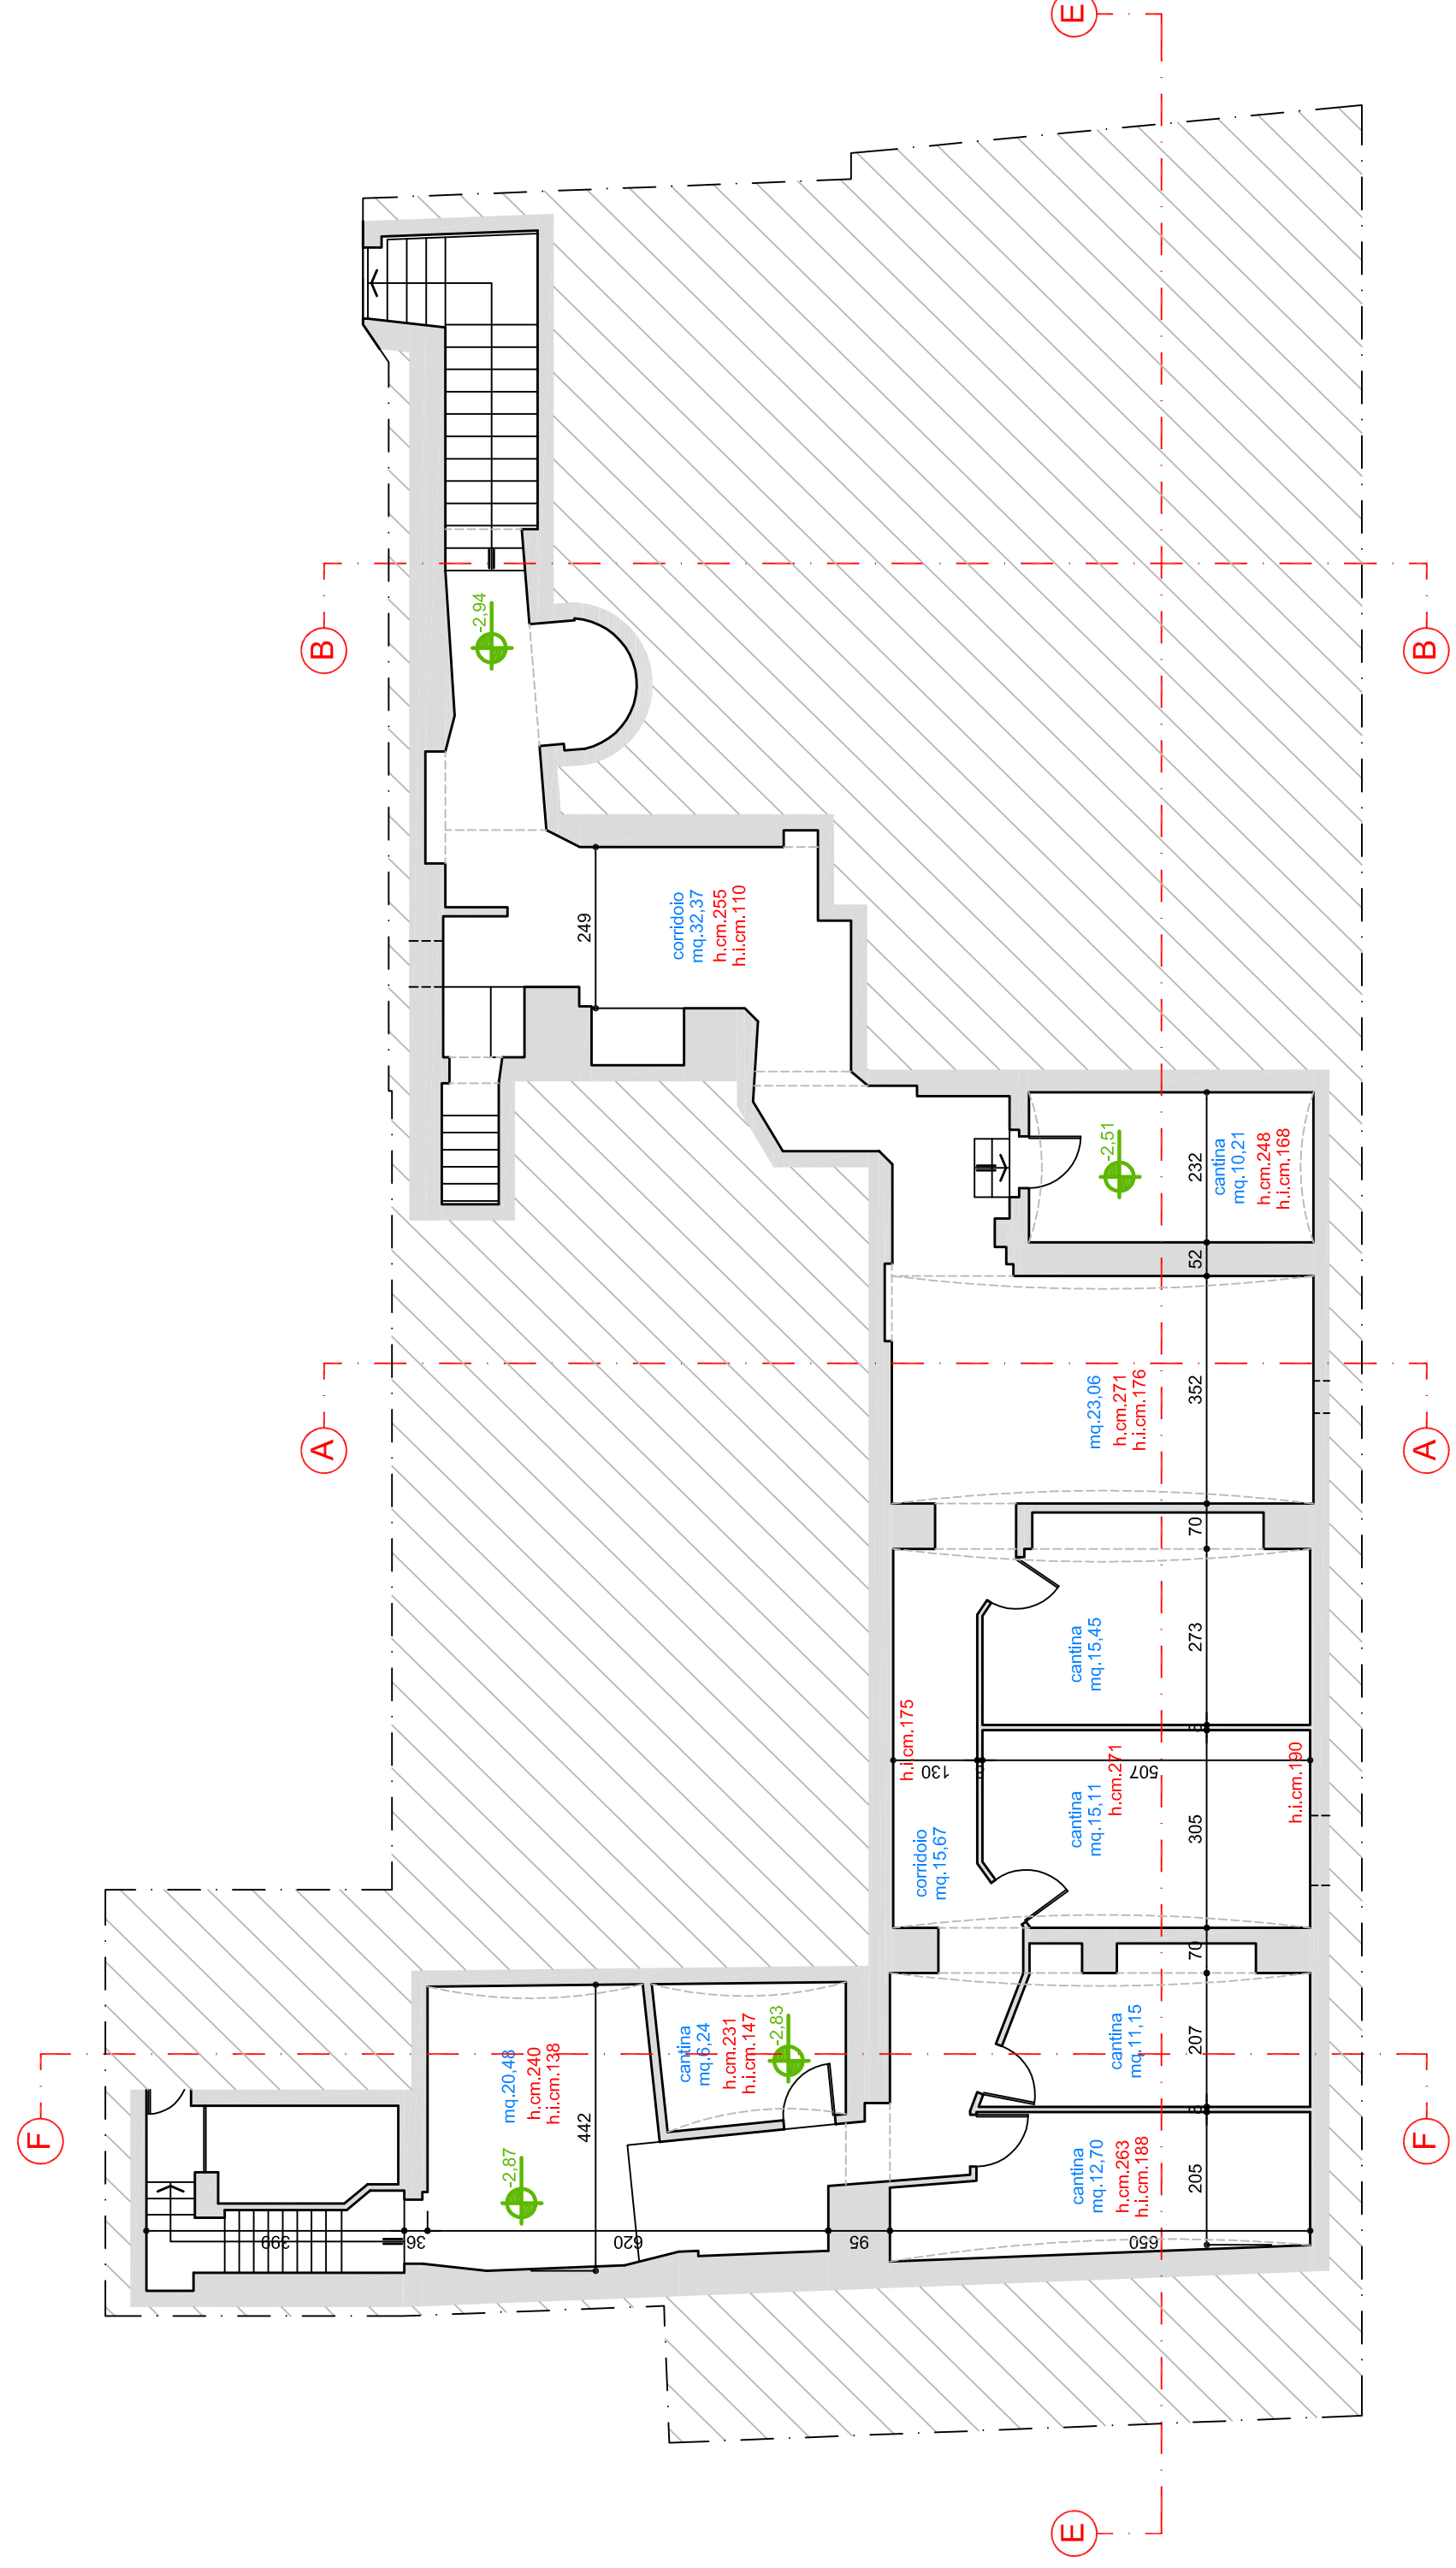 E
B
B
-2,94
249
corridoio
mq.32,37
h.cm.255
h.i.cm.110
-2,51
232
cantina
mq.10,21
h.cm.248
h.i.cm.168
52
A
A
mq.23,06
h.cm.271
h.i.cm.176
352
70
cantina
mq.15,45
273
h.i.cm.175
130
507
cantina
mq.15,11
h.cm.271
h.i.cm.190
305
corridoio
mq.15,67
70
F
F
mq.20,48
h.cm.240
h.i.cm.138
442
cantina
mq.6,24
h.cm.231
h.i.cm.147
-2,83
cantina
mq.11,15
207
-2,87
cantina
mq.12,70
h.cm.263
h.i.cm.188
205
399
36
620
95
650
E